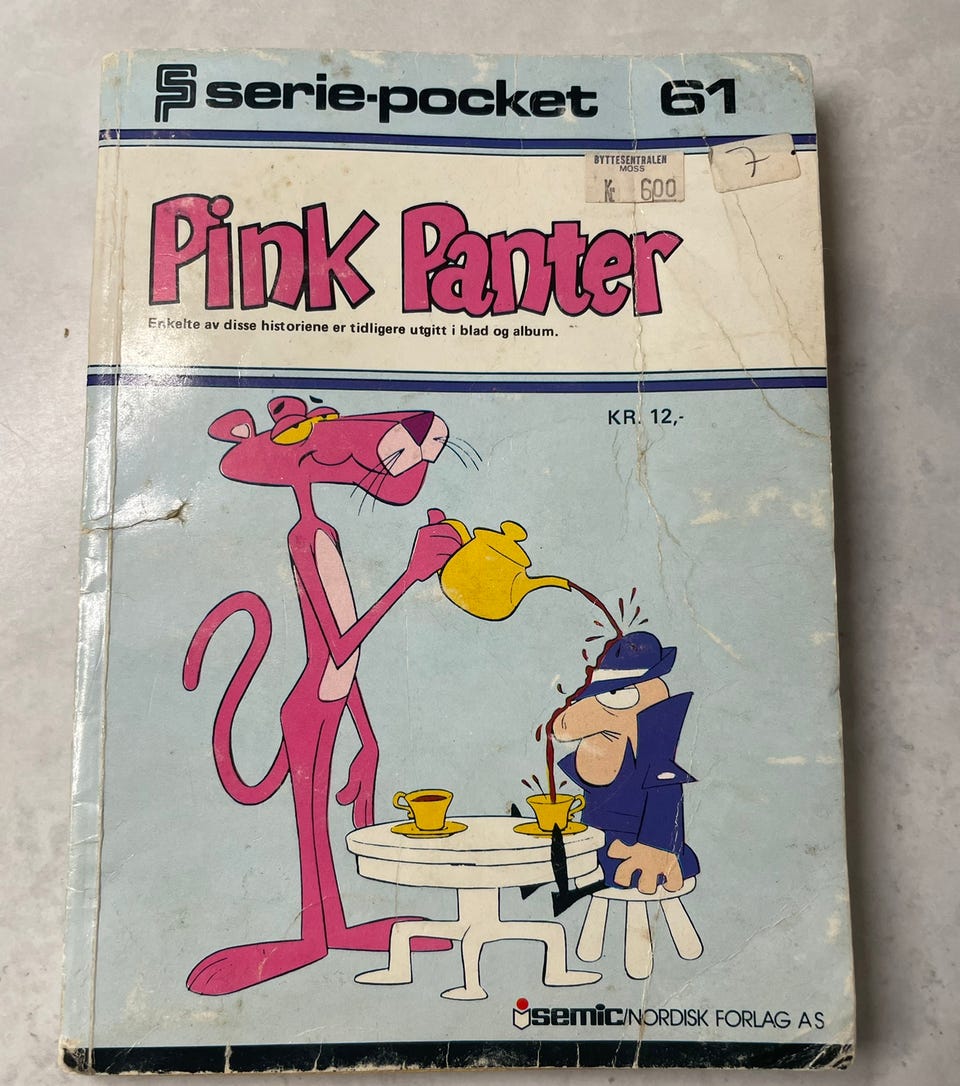 SP serie-pocket 61
BYTTESENTRALEN
MOSS
Kr 600
7
Pink Panter
Enkelte av disse historiene er tidligere utgitt i blad og album.
KR. 12,-
semic/NORDISK FORLAG AS